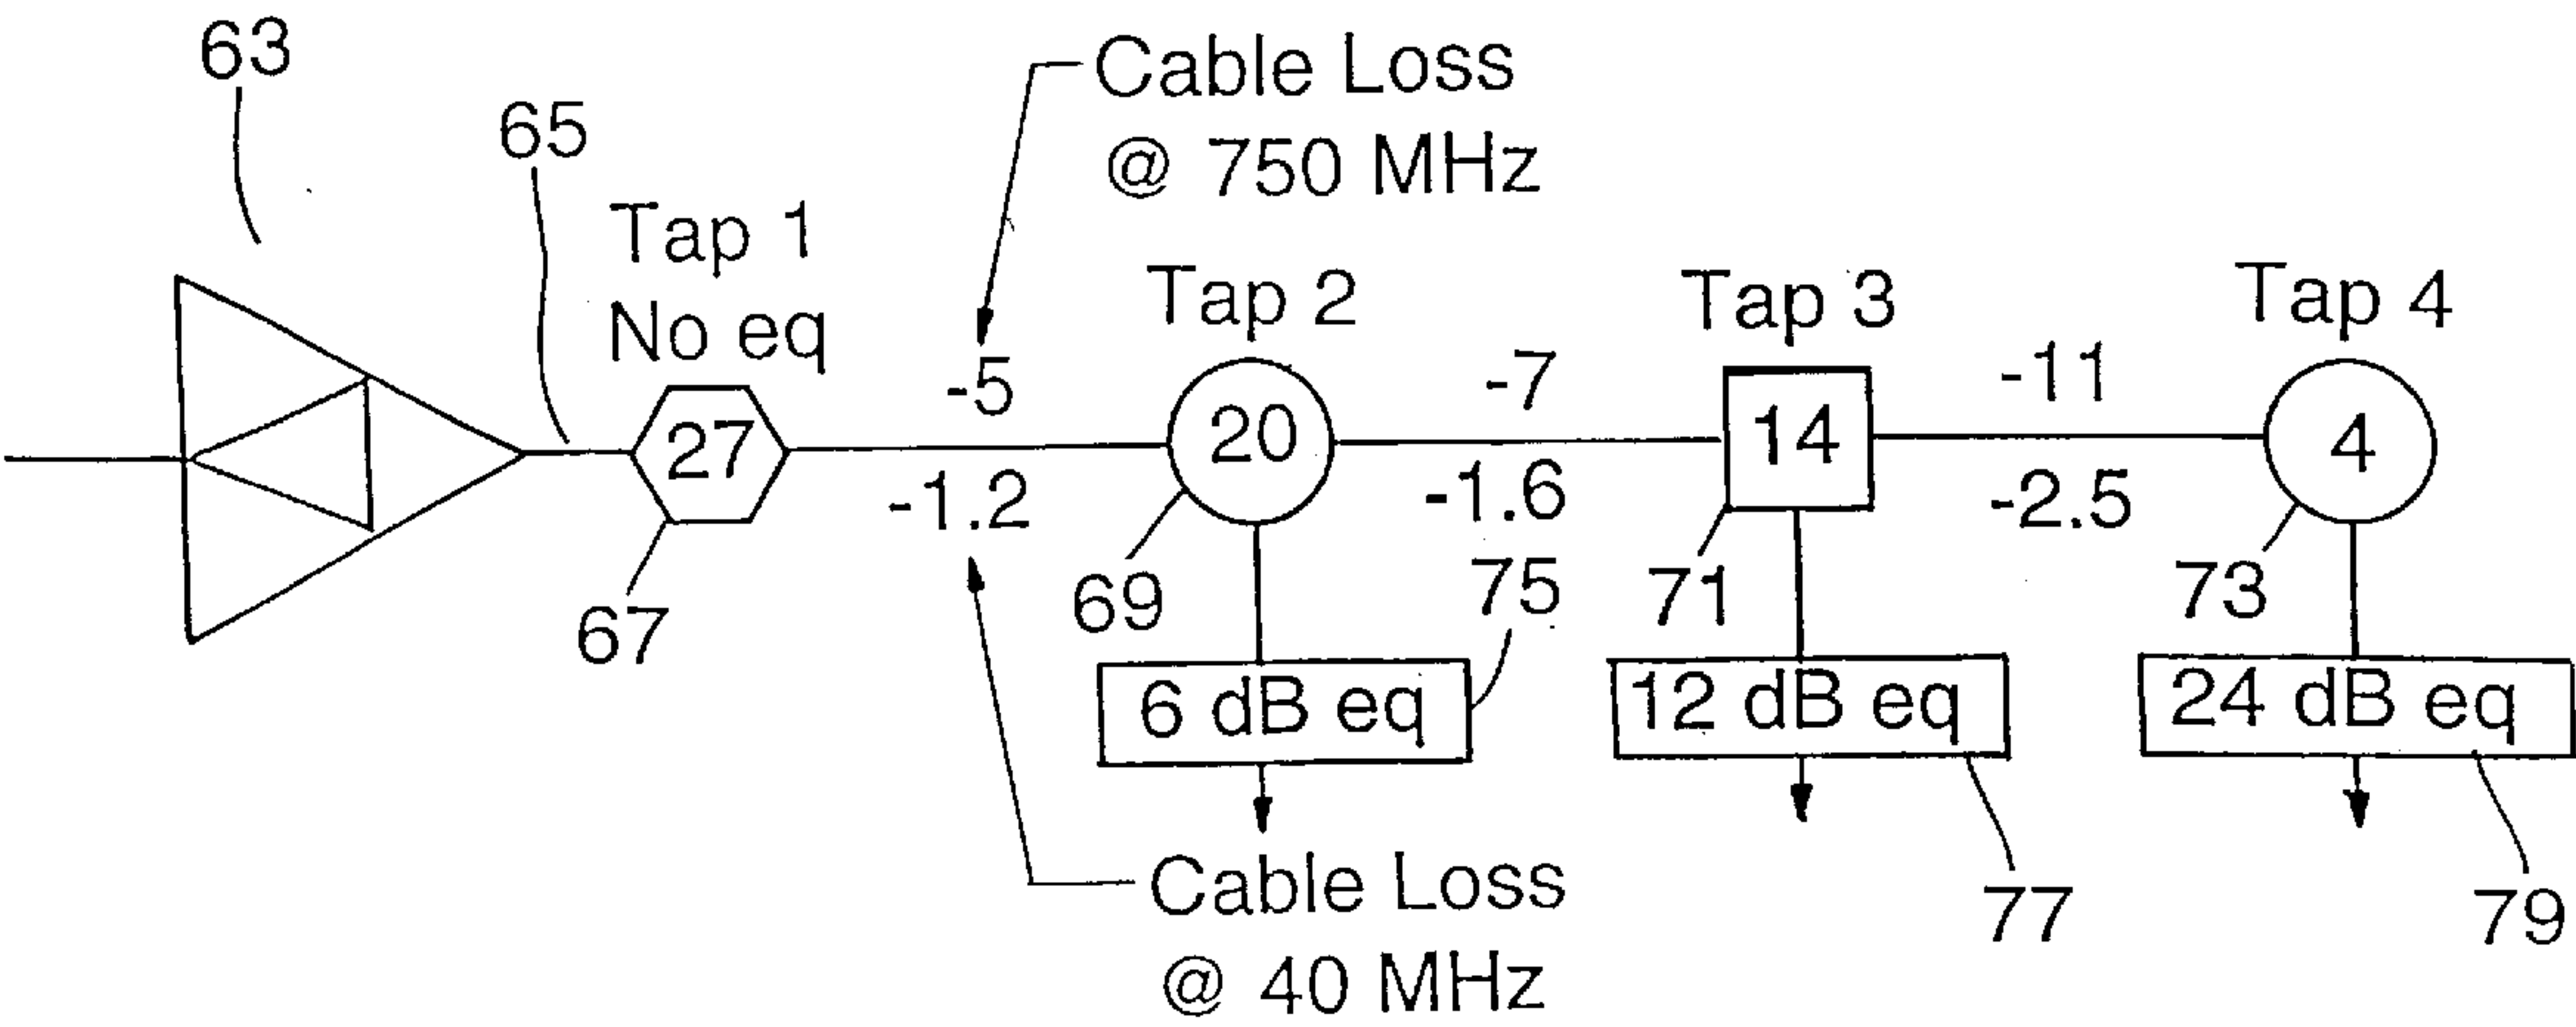 63
Cable Loss
@ 750 MHz
65
Tap 1
No eq
Tap 2
Tap 3
Tap 4
-5
-7
-11
27
20
14
4
-1.2
-1.6
-2.5
67
69
75
71
73
6 dB eq
12 dB eq
24 dB eq
Cable Loss
@ 40 MHz
77
79